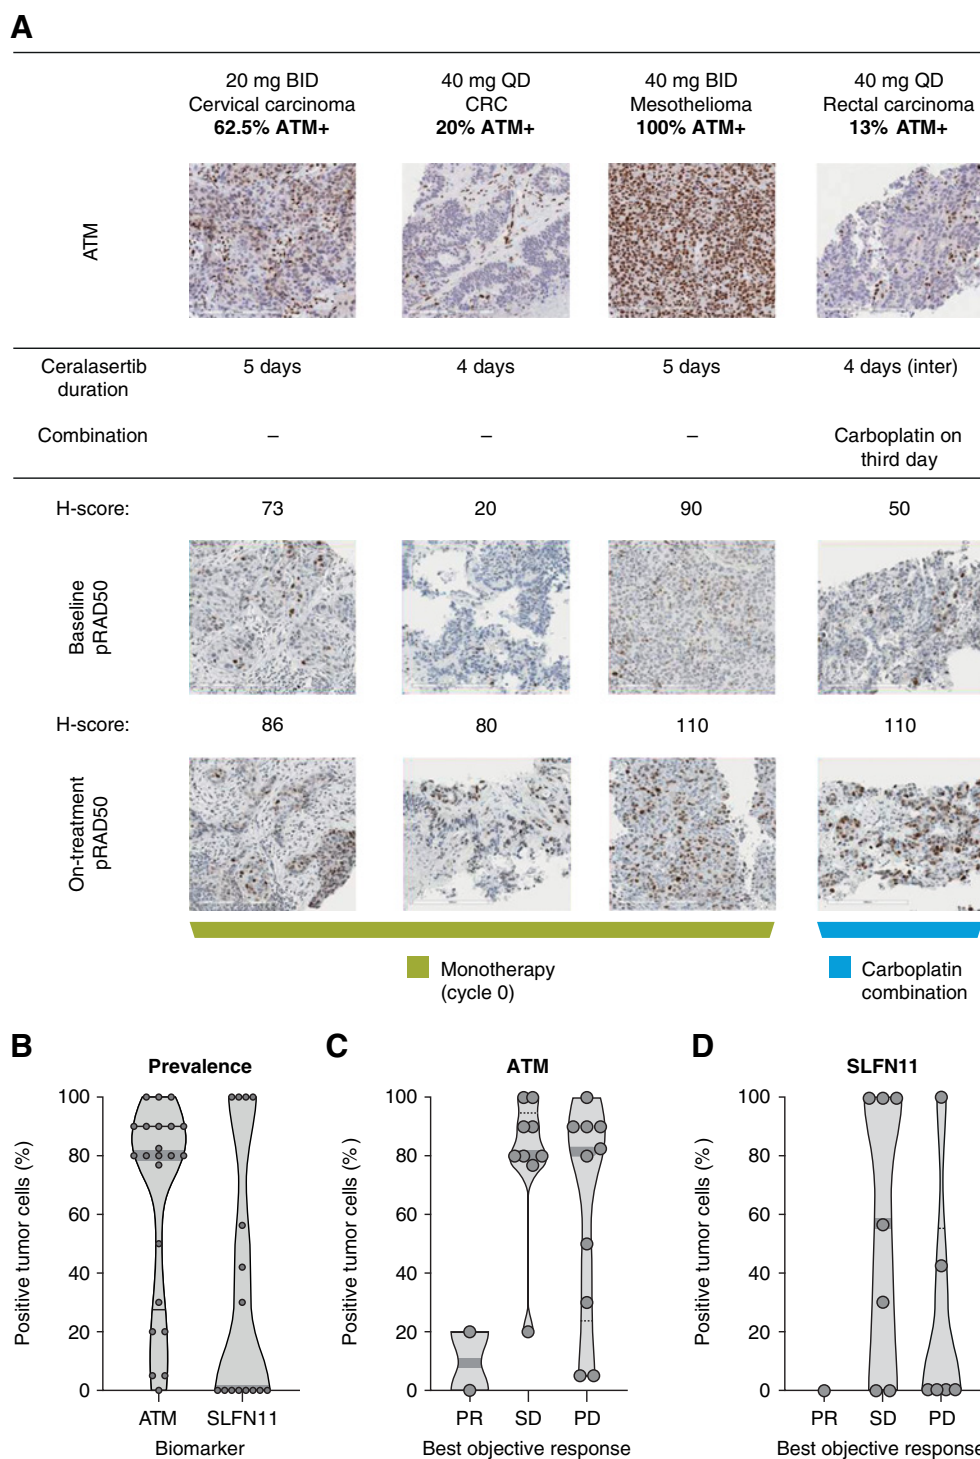 A
20 mg BID
Cervical carcinoma
62.5% ATM+
40 mg QD
CRC
20% ATM+
40 mg BID
Mesothelioma
100% ATM+
40 mg QD
Rectal carcinoma
13% ATM+
ATM
Ceralasertib
duration
5 days
4 days
5 days
4 days (inter)
Combination
–
–
–
Carboplatin on
third day
H-score:
73
20
90
50
Baseline
pRAD50
H-score:
86
80
110
110
On-treatment
pRAD50
Monotherapy
(cycle 0)
Carboplatin
combination
B
Prevalence
Positive tumor cells (%)
100
80
60
40
20
0
ATM
SLFN11
Biomarker
C
ATM
Positive tumor cells (%)
100
80
60
40
20
0
PR
SD
PD
Best objective response
D
SLFN11
Positive tumor cells (%)
100
80
60
40
20
0
PR
SD
PD
Best objective response